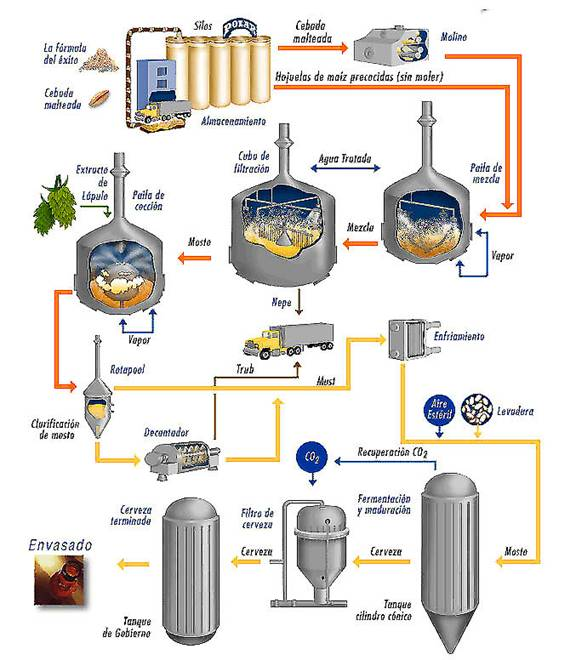 Silos
POLAR
Cebada
malteada
Molino
La Fórmula
del éxito
Hojuelas de maíz precocidas (sin moler)
Cebada
malteada
Almacenamiento
Extracto
de
Lúpulo
Paila de
cocción
Cuba de
filtración
Agua Tratada
Paila de
mezcla
Mosto
Mezcla
Vapor
Vapor
Nepe
Enfriamiento
Rotapool
Trub
Must
Clarificación
de mosto
Decantador
Aire
Estéril
Levadura
CO2
Recuperación CO2
Cerveza
terminada
Filtro de
cerveza
Fermentación
y maduración
Envasado
Cerveza
Cerveza
Mosto
Tanque
de Gobierno
Tanque
cilindro cónico